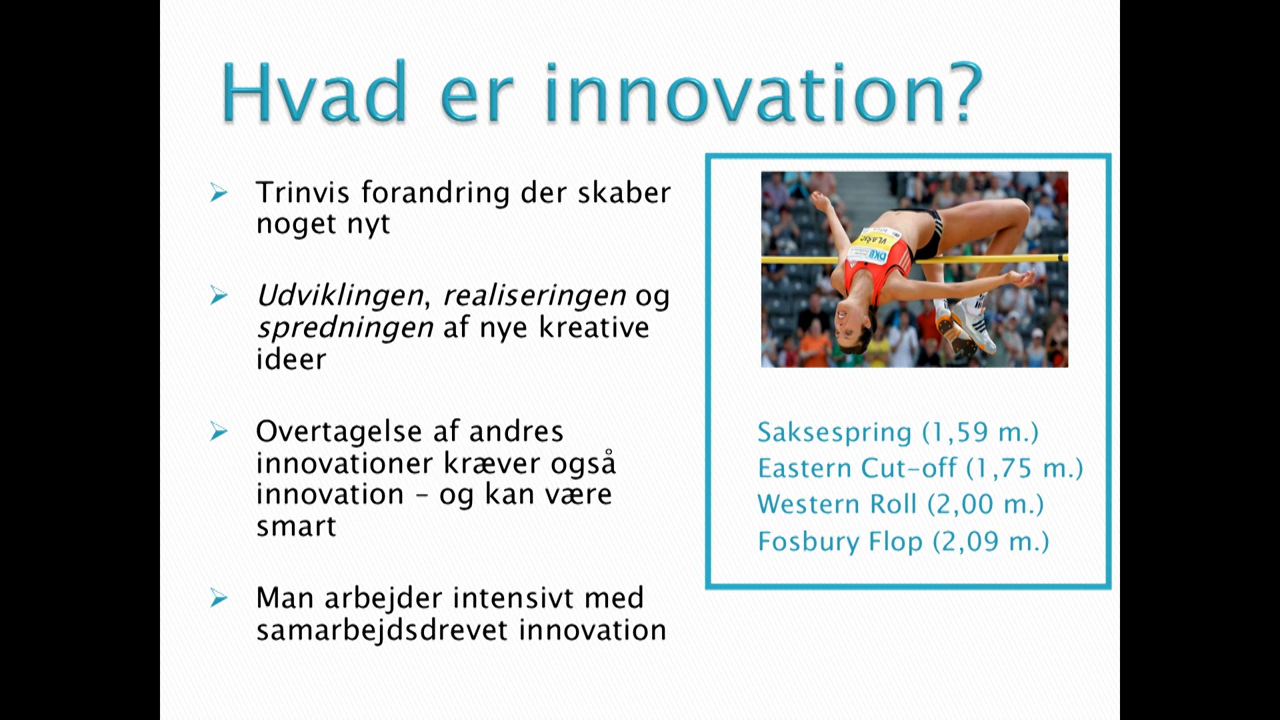 Hvad er innovation?
Trinvis forandring der skaber
noget nyt
Udviklingen, realiseringen og
spredningen af nye kreative
ideer
Overtagelse af andres
innovationer kræver også
innovation – og kan være
smart
Man arbejder intensivt med
samarbejdsdrevet innovation
VLAŠIĆ
DKB
Saksespring (1,59 m.)
Eastern Cut-off (1,75 m.)
Western Roll (2,00 m.)
Fosbury Flop (2,09 m.)